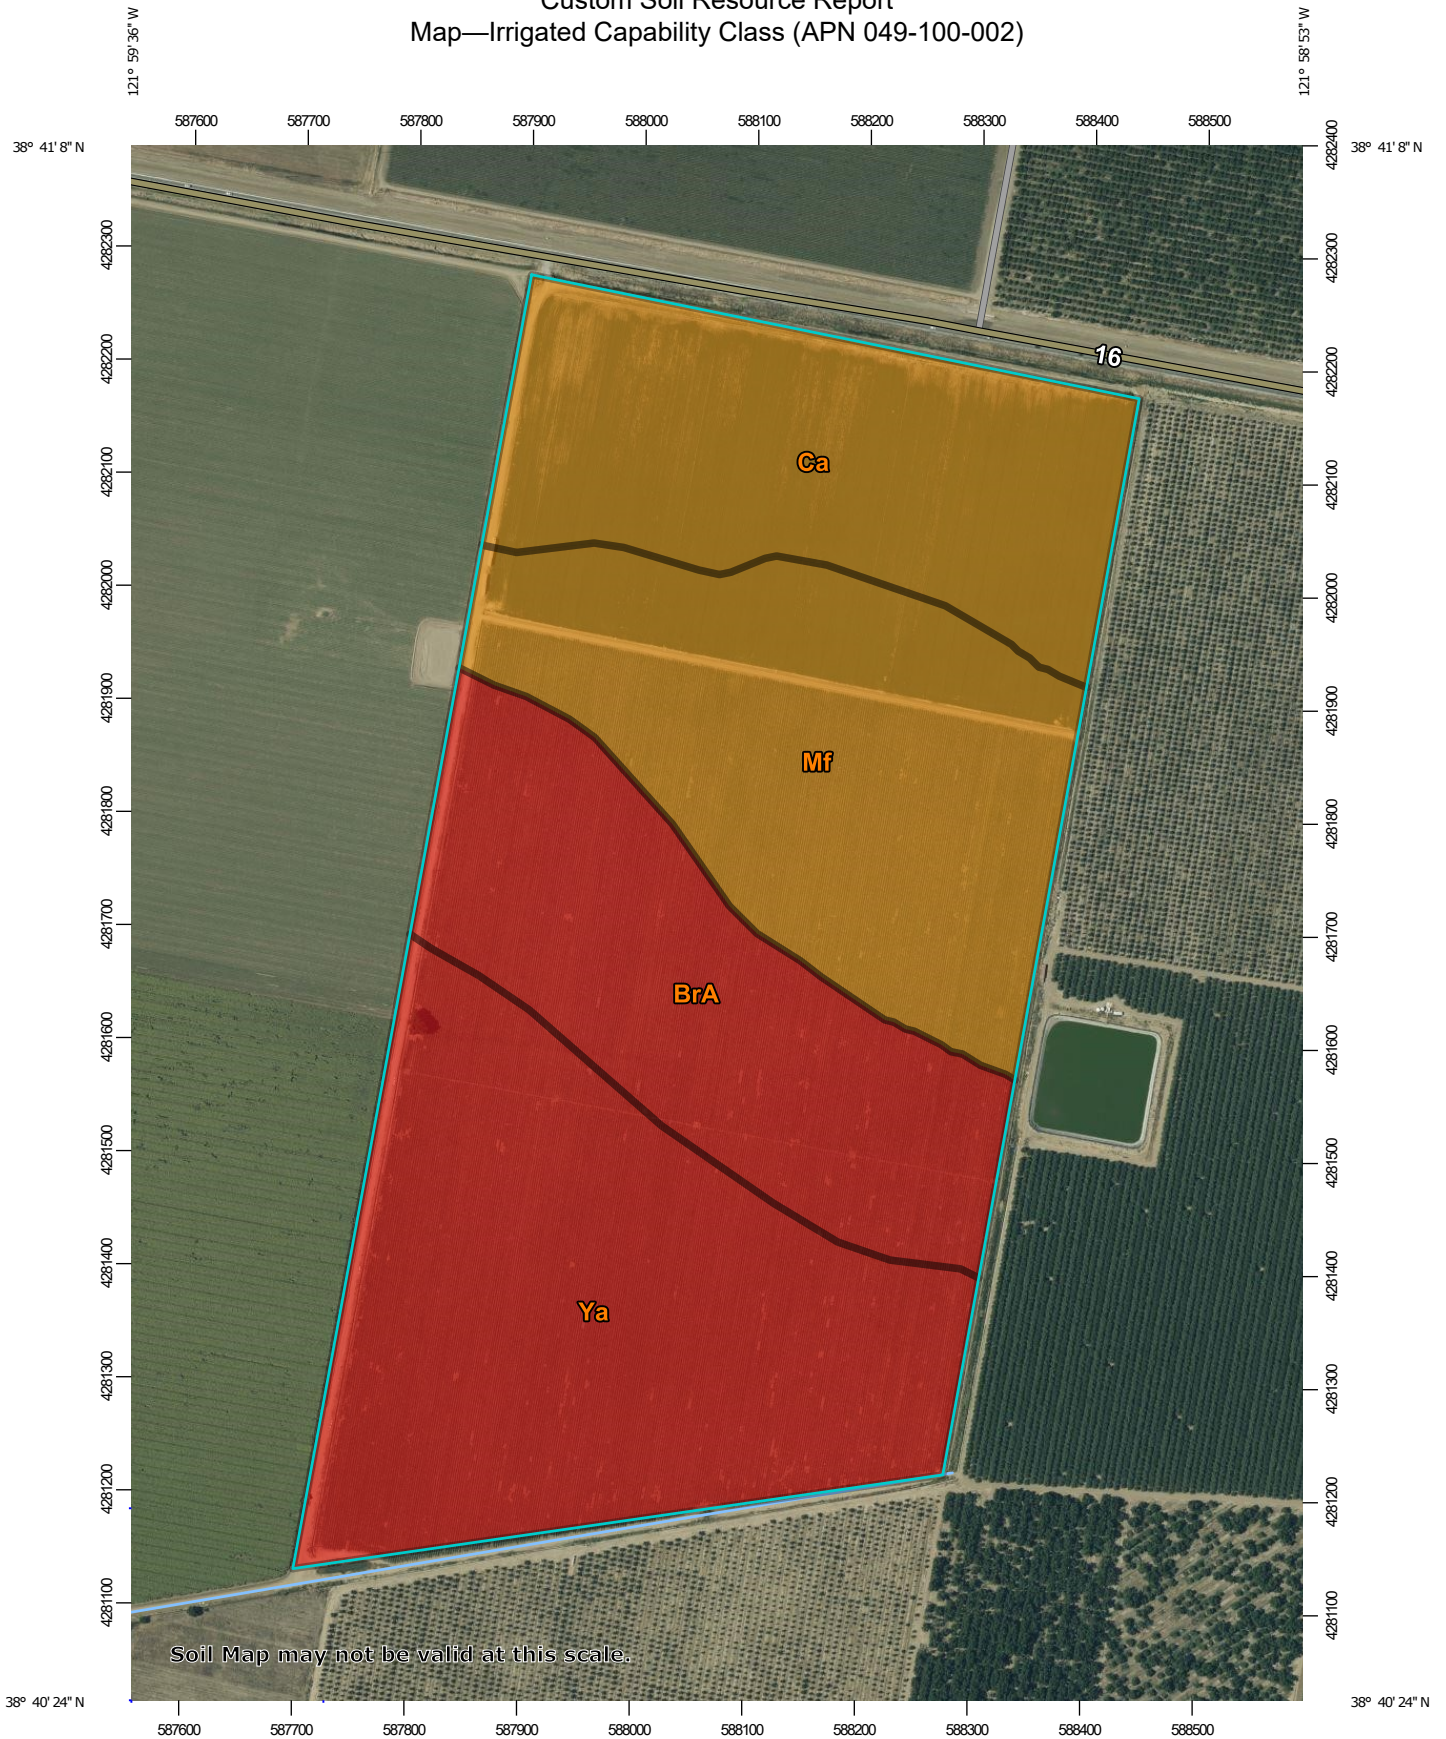 Custom Soil Resource Report
Map—Irrigated Capability Class (APN 049-100-002)
121° 59' 36" W
121° 58' 53" W
587600 587700 587800 587900 588000 588100 588200 588300 588400 588500
38° 41' 8" N
38° 41' 8" N
4282400
4282300
4282300
16
4282200
4282200
Ca
4282100
4282100
4282000
4282000
4281900
4281900
Mf
4281800
4281800
4281700
4281700
BrA
4281600
4281600
4281500
4281500
4281400
4281400
Ya
4281300
4281300
4281200
4281200
4281100
4281100
Soil Map may not be valid at this scale.
38° 40' 24" N
38° 40' 24" N
587600 587700 587800 587900 588000 588100 588200 588300 588400 588500